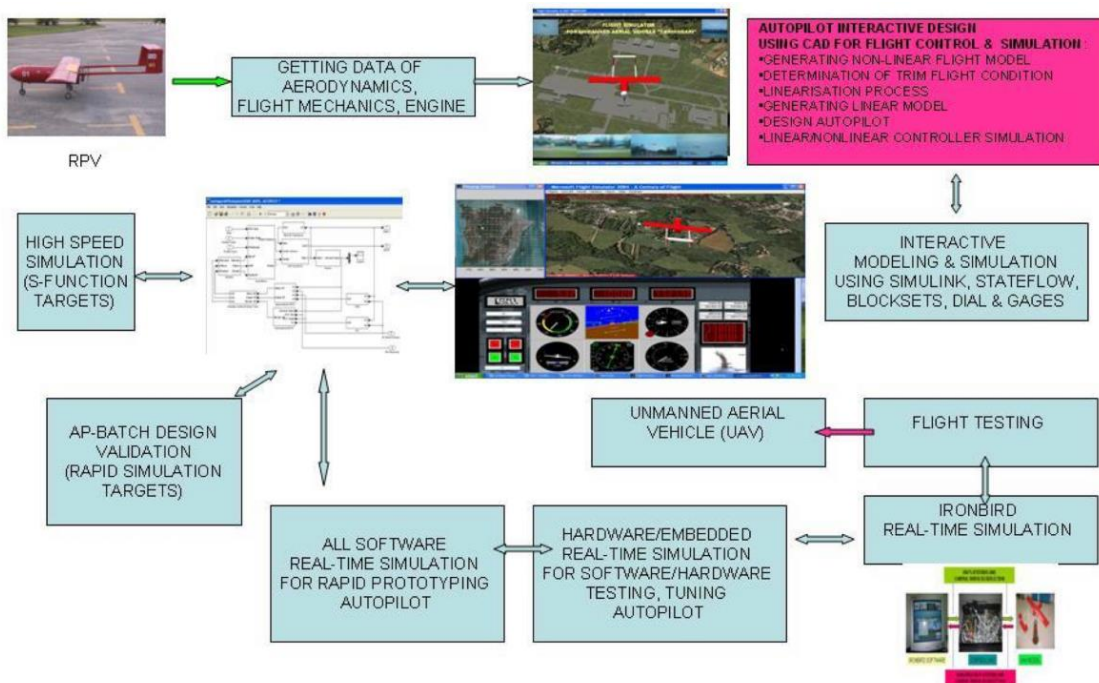 RPV
GETTING DATA OF
AERODYNAMICS,
FLIGHT MECHANICS, ENGINE
FLIGHT SIMULATOR
AUTOPILOT INTERACTIVE DESIGN
USING CAD FOR FLIGHT CONTROL & SIMULATION :
▪GENERATING NON-LINEAR FLIGHT MODEL
▪DETERMINATION OF TRIM FLIGHT CONDITION
▪LINEARISATION PROCESS
▪GENERATING LINEAR MODEL
▪DESIGN AUTOPILOT
▪LINEAR/NONLINEAR CONTROLLER SIMULATION
HIGH SPEED
SIMULATION
(S-FUNCTION
TARGETS)
INTERACTIVE
MODELING & SIMULATION
USING SIMULINK, STATEFLOW,
BLOCKSETS, DIAL & GAGES
AP-BATCH DESIGN
VALIDATION
(RAPID SIMULATION
TARGETS)
UNMANNED AERIAL
VEHICLE (UAV)
FLIGHT TESTING
ALL SOFTWARE
REAL-TIME SIMULATION
FOR RAPID PROTOTYPING
AUTOPILOT
HARDWARE/EMBEDDED
REAL-TIME SIMULATION
FOR SOFTWARE/HARDWARE
TESTING, TUNING
AUTOPILOT
IRONBIRD
REAL-TIME SIMULATION